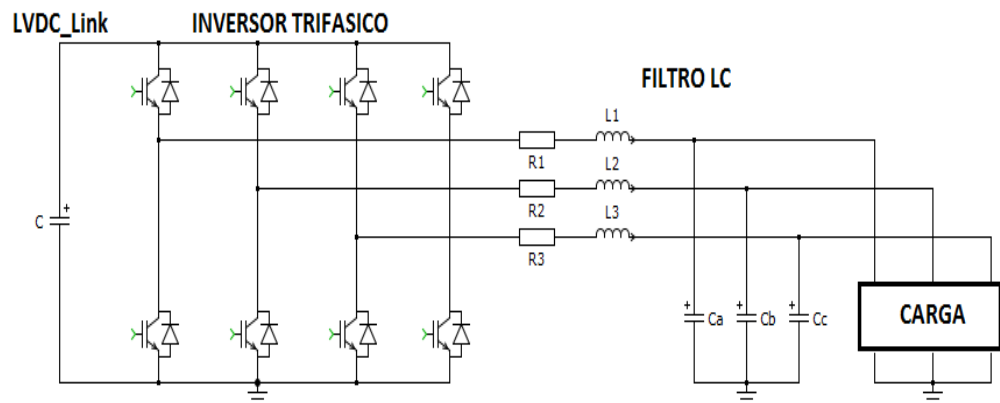 LVDC_Link
INVERSOR TRIFASICO
FILTRO LC
L1
R1
L2
R2
L3
R3
C
+
+
Ca
+
Cb
+
Cc
CARGA